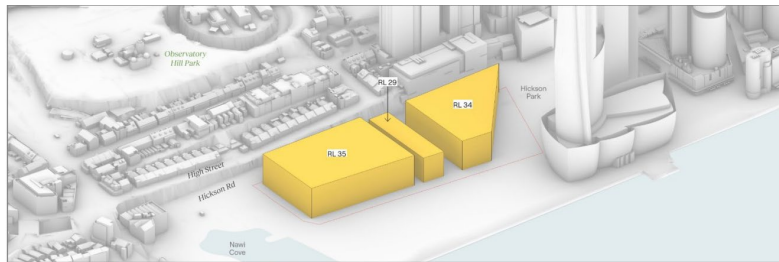 Observatory
Hill Park
RL 29
Hickson
Park
RL 34
RL 35
High Street
Hickson Rd
Nawi
Cove